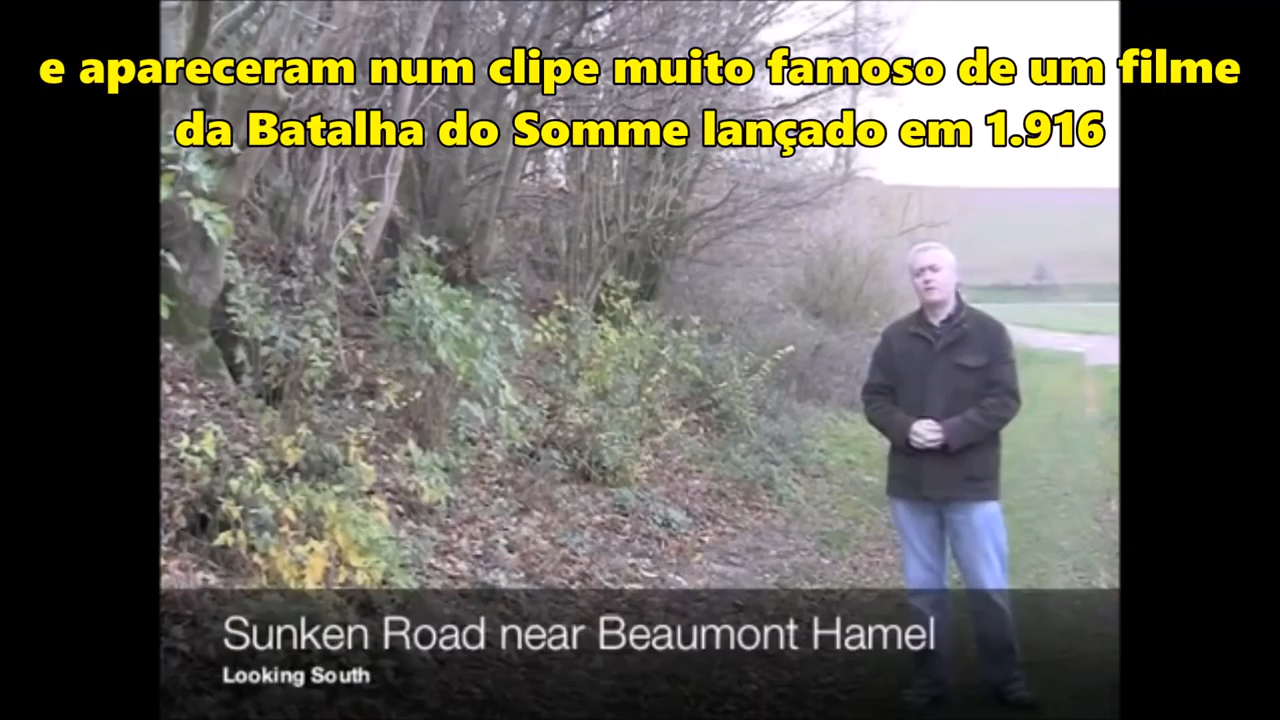 e apareceram num clipe muito famoso de um filme
da Batalha do Somme lançado em 1.916
Sunken Road near Beaumont Hamel
Looking South